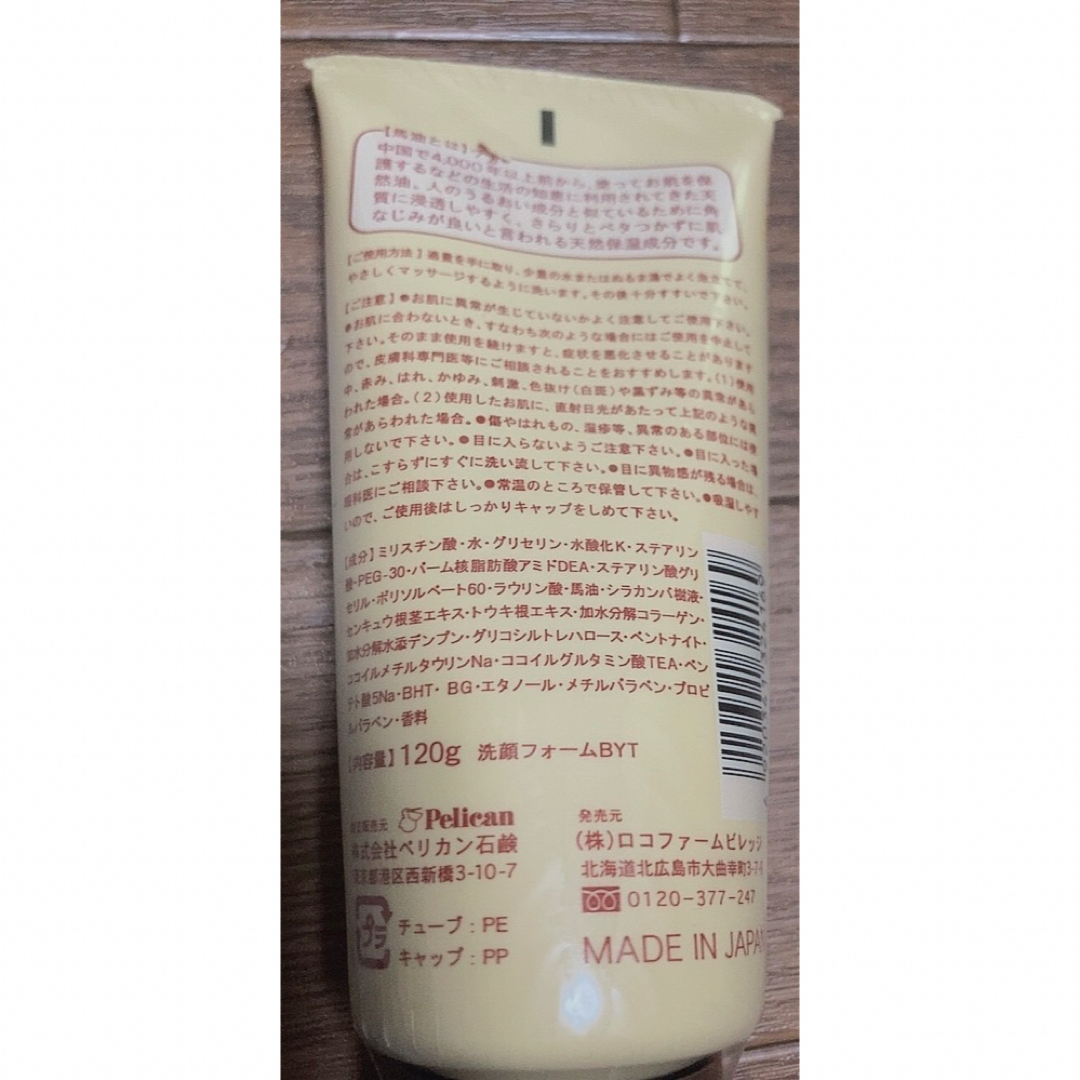 【馬油とは】
中国で4,000年以上前から、塗ってお肌を保
護するなどの生活の知恵に利用されてきた天
然油。人のうるおい成分と似ているために角
質に浸透しやすく、さらりとベタつかずに肌
なじみが良いと言われる天然保湿成分です。
【ご使用方法】適量を手に取り、少量の水またはぬるま湯でよく泡立てて、
やさしくマッサージするように洗います。その後十分すすいで下さい。
【ご注意】●お肌に異常が生じていないかよく注意してご使用下さい。
●お肌に合わないとき、すなわち次のような場合にはご使用を中止して
下さい。そのまま使用を続けますと、症状を悪化させることがあります
ので、皮膚科専門医等にご相談されることをおすすめします。(1)使用
中、赤み、はれ、かゆみ、刺激、色抜け(白斑)や黒ずみ等の異常があら
われた場合。(2)使用したお肌に、直射日光があたって上記のような異
常があらわれた場合。●傷やはれもの、湿疹等、異常のある部位には使
用しないで下さい。●目に入らないようご注意下さい。●目に入った場
合は、こすらずにすぐに洗い流して下さい。●目に異物感が残る場合は、
眼科医にご相談下さい。●常温のところで保管して下さい。●吸湿しやす
いので、ご使用後はしっかりキャップをしめて下さい。
【成分】ミリスチン酸・水・グリセリン・水酸化K・ステアリン
酸・PEG-30・パーム核脂肪酸アミドDEA・ステアリン酸グリ
セリル・ポリソルベート60・ラウリン酸・馬油・シラカンバ樹液・
センキュウ根茎エキス・トウキ根エキス・加水分解コラーゲン・
加水分解水添デンプン・グリコシルトレハロース・ベントナイト・
ココイルメチルタウリンNa・ココイルグルタミン酸TEA・ペン
テト酸5Na・BHT・BG・エタノール・メチルパラベン・プロピ
ルパラベン・香料
【内容量】120g 洗顔フォームBYT
販売元 Pelican
株式会社ペリカン石鹸
東京都港区西新橋3-10-7
発売元
(株)ロコファームビレッジ
北海道北広島市大曲幸町3-7-6
0120-377-247
プラ
チューブ:PE
キャップ:PP
MADE IN JAPA